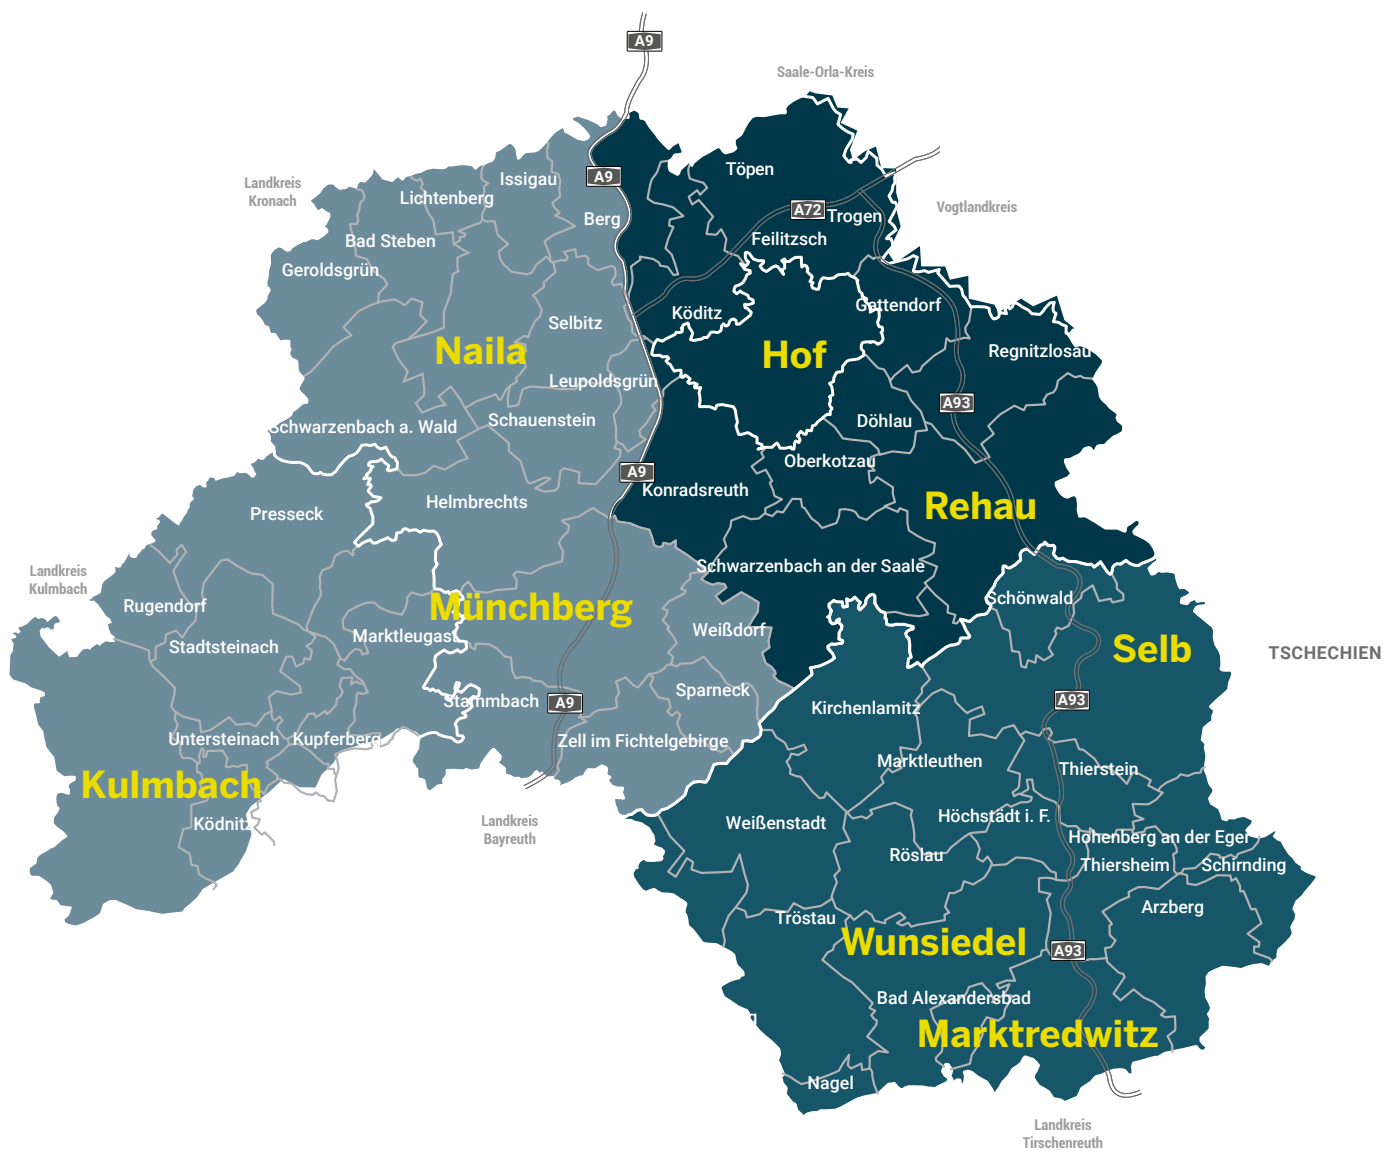 A9
Saale-Orla-Kreis
Töpen
Issigau
A9
Landkreis
Kronach
Lichtenberg
Berg
A72
Trogen
Vogtlandkreis
Bad Steben
Feilitzsch
Geroldsgrün
Köditz
Gattendorf
Selbitz
Naila
Hof
Regnitzlosau
Leupoldsgrün
A93
Schauenstein
Döhlau
Schwarzenbach a. Wald
Oberkotzau
A9
Konradsreuth
Helmbrechts
Rehau
Presseck
Schwarzenbach an der Saale
Landkreis
Kulmbach
Schönwald
Rugendorf
Münchberg
Weißdorf
Marktleugast
Stadtsteinach
Selb
TSCHECHIEN
Sparneck
Stammbach
A9
A93
Kirchenlamitz
Untersteinach
Kupferberg
Zell im Fichtelgebirge
Marktleuthen
Thierstein
Kulmbach
Höchstädt i. F.
Ködnitz
Weißenstadt
Landkreis
Bayreuth
Hohenberg an der Eger
Röslau
Thiersheim
Schirnding
Arzberg
Tröstau
Wunsiedel
A93
Bad Alexandersbad
g
Marktredwitz
Nagel
Landkreis
Tirschenreuth